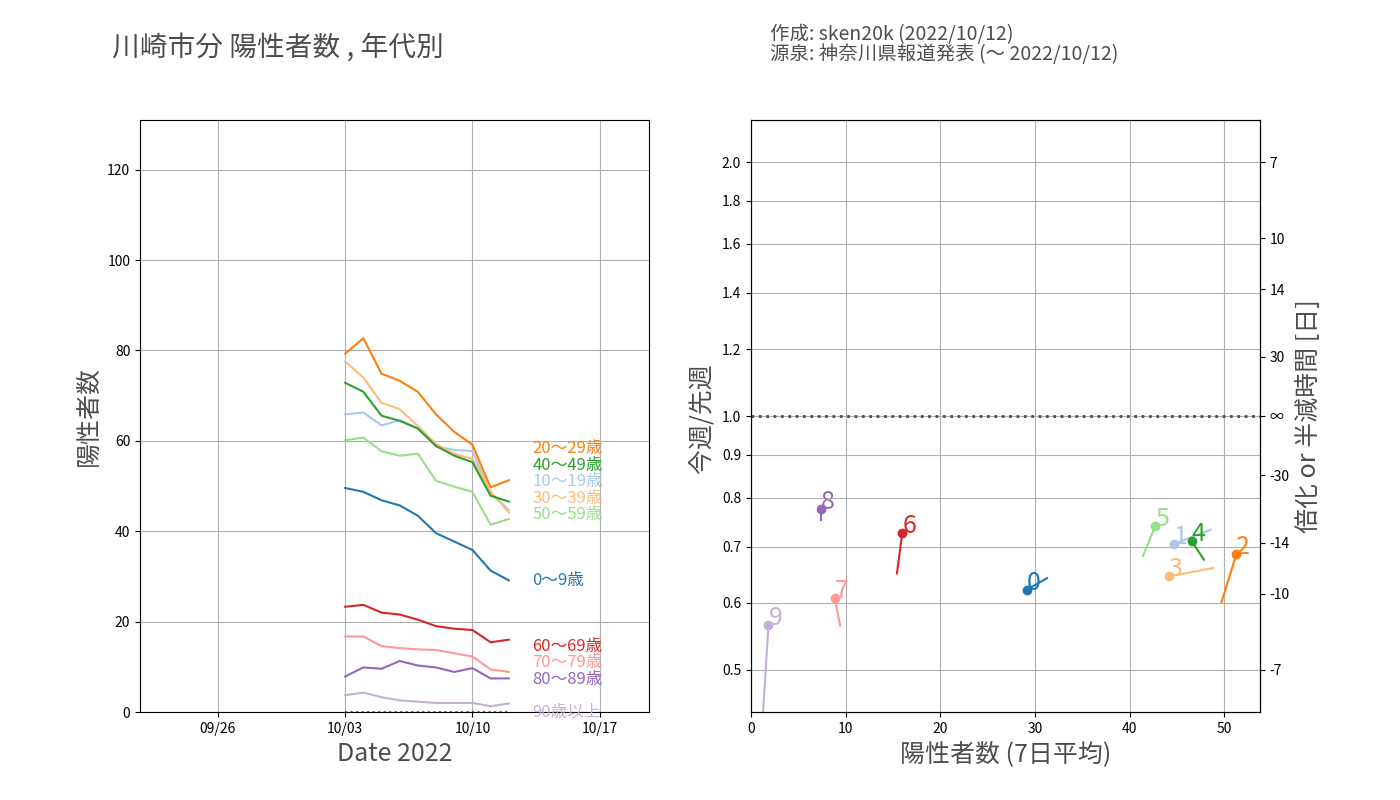 川崎市分 陽性者数 , 年代別
作成: sken20k (2022/10/12)
源泉: 神奈川県報道発表 (〜 2022/10/12)
陽性者数
120
100
80
60
40
20
0
09/26
10/03
10/10
10/17
Date 2022
20〜29歳
40〜49歳
10〜19歳
30〜39歳
50〜59歳
0〜9歳
60〜69歳
70〜79歳
80〜89歳
90歳以上
今週/先週
2.0
1.8
1.6
1.4
1.2
1.0
0.9
0.8
0.7
0.6
0.5
0
10
20
30
40
50
陽性者数 (7日平均)
8
6
5
1
4
2
3
0
7
9
7
10
14
30
∞
-30
-14
-10
-7
倍化 or 半減時間 [日]